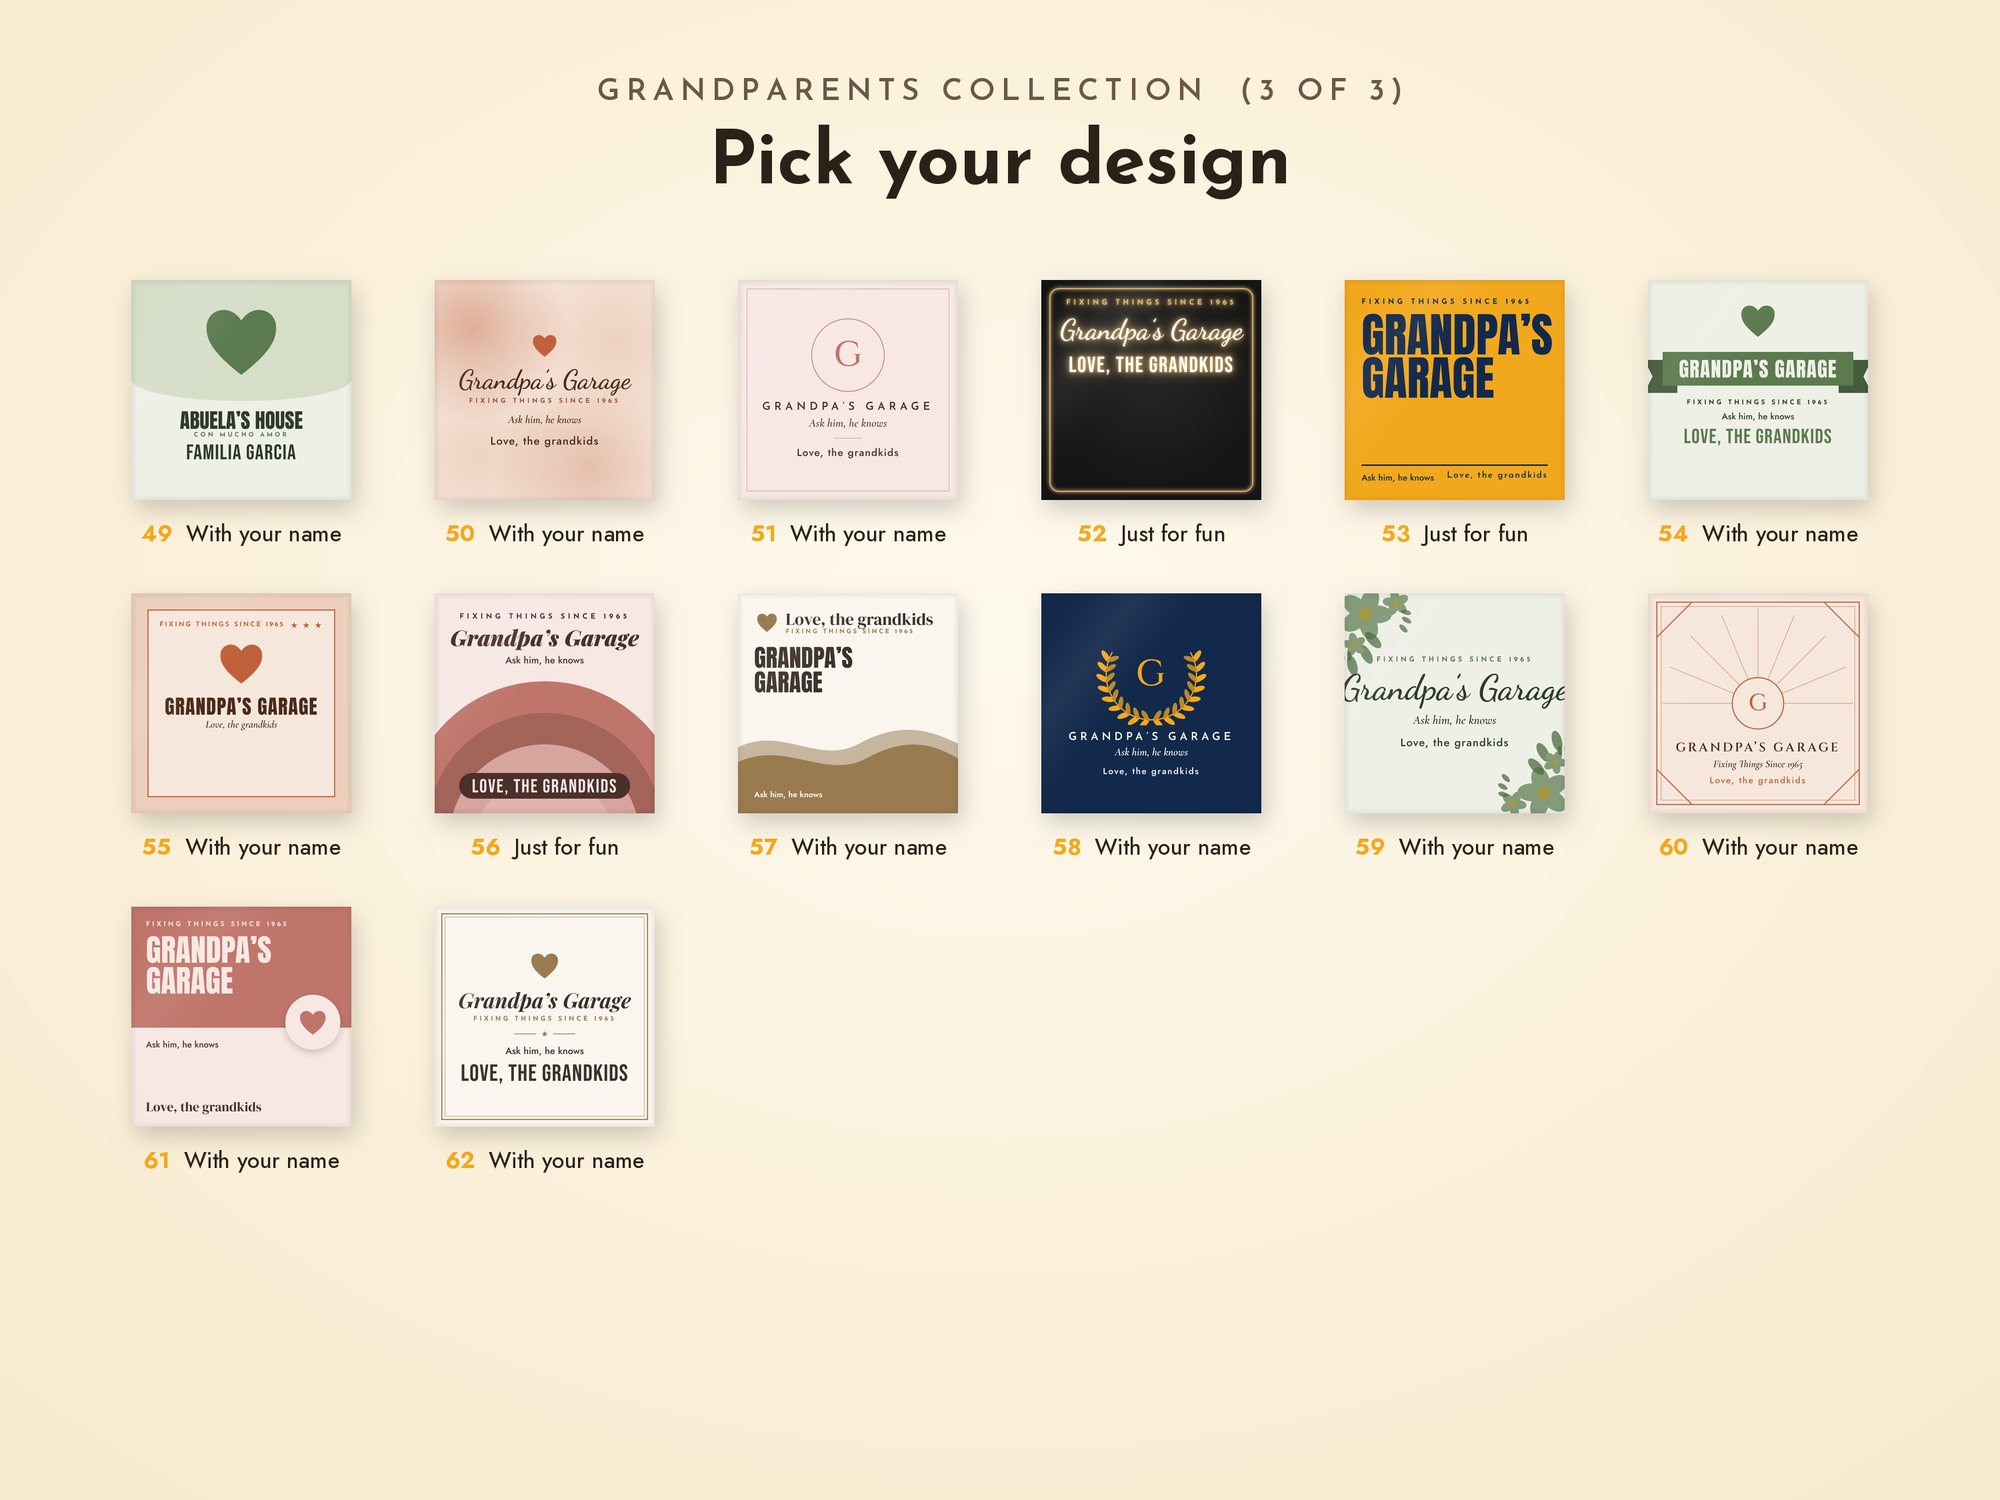 GRANDPARENTS COLLECTION (3 OF 3)
Pick your design
ABUELA'S HOUSE
CON MUCHO AMOR
FAMILIA GARCIA
49 With your name
Grandpa's Garage
FIXING THINGS SINCE 1965
Ask him, he knows
Love, the grandkids
50 With your name
G
GRANDPA'S GARAGE
Ask him, he knows
Love, the grandkids
51 With your name
FIXING THINGS SINCE 1965
Grandpa's Garage
LOVE, THE GRANDKIDS
52 Just for fun
FIXING THINGS SINCE 1965
GRANDPA'S
GARAGE
Ask him, he knows Love, the grandkids
53 Just for fun
GRANDPA'S GARAGE
FIXING THINGS SINCE 1965
Ask him, he knows
LOVE, THE GRANDKIDS
54 With your name
FIXING THINGS SINCE 1965
GRANDPA'S GARAGE
Love, the grandkids
55 With your name
FIXING THINGS SINCE 1965
Grandpa's Garage
Ask him, he knows
LOVE, THE GRANDKIDS
56 Just for fun
Love, the grandkids
FIXING THINGS SINCE 1965
GRANDPA'S
GARAGE
Ask him, he knows
57 With your name
G
GRANDPA'S GARAGE
Ask him, he knows
Love, the grandkids
58 With your name
FIXING THINGS SINCE 1965
Grandpa's Garage
Ask him, he knows
Love, the grandkids
59 With your name
G
GRANDPA'S GARAGE
Fixing Things Since 1965
Love, the grandkids
60 With your name
FIXING THINGS SINCE 1965
GRANDPA'S
GARAGE
Ask him, he knows
Love, the grandkids
61 With your name
Grandpa's Garage
FIXING THINGS SINCE 1965
Ask him, he knows
LOVE, THE GRANDKIDS
62 With your name